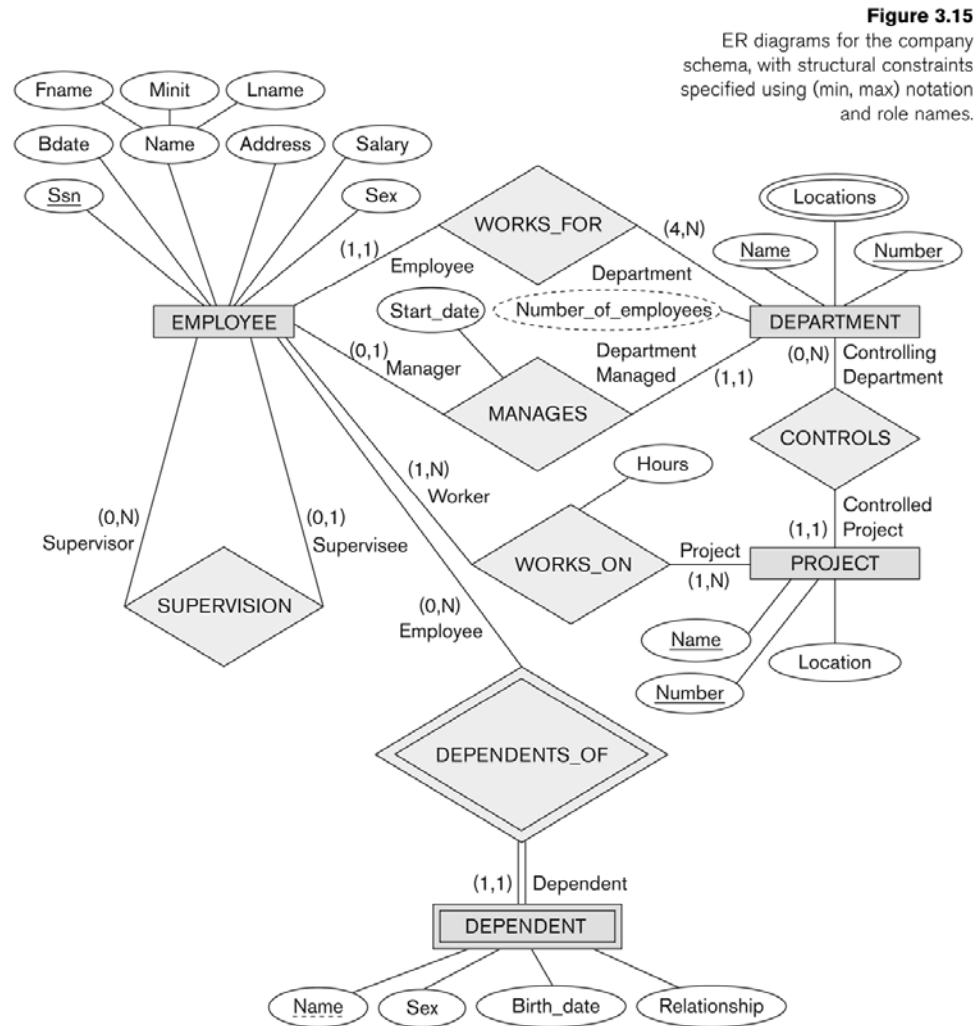 Figure 3.15
ER diagrams for the company
schema, with structural constraints
specified using (min, max) notation
and role names.
Fname Minit Lname
Bdate Name Address Salary
Ssn Sex
WORKS_FOR
Locations
Name Number
(1,1) (4,N)
Employee Department
Start_date Number_of_employees
EMPLOYEE DEPARTMENT
(0,1) Department (0,N) Controlling
Manager Managed (1,1) Department
MANAGES
CONTROLS
Hours
(1,N)
Worker
(0,N) (0,1)
Supervisor Supervisee
Controlled
(1,1) Project
WORKS_ON Project PROJECT
(1,N)
SUPERVISION
(0,N)
Employee
Name
Location
Number
DEPENDENTS_OF
(1,1) Dependent
DEPENDENT
Name Sex Birth_date Relationship